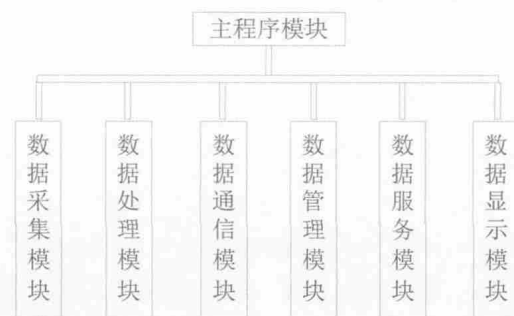 主程序模块
数据采集模块
数据处理模块
数据通信模块
数据管理模块
数据服务模块
数据显示模块